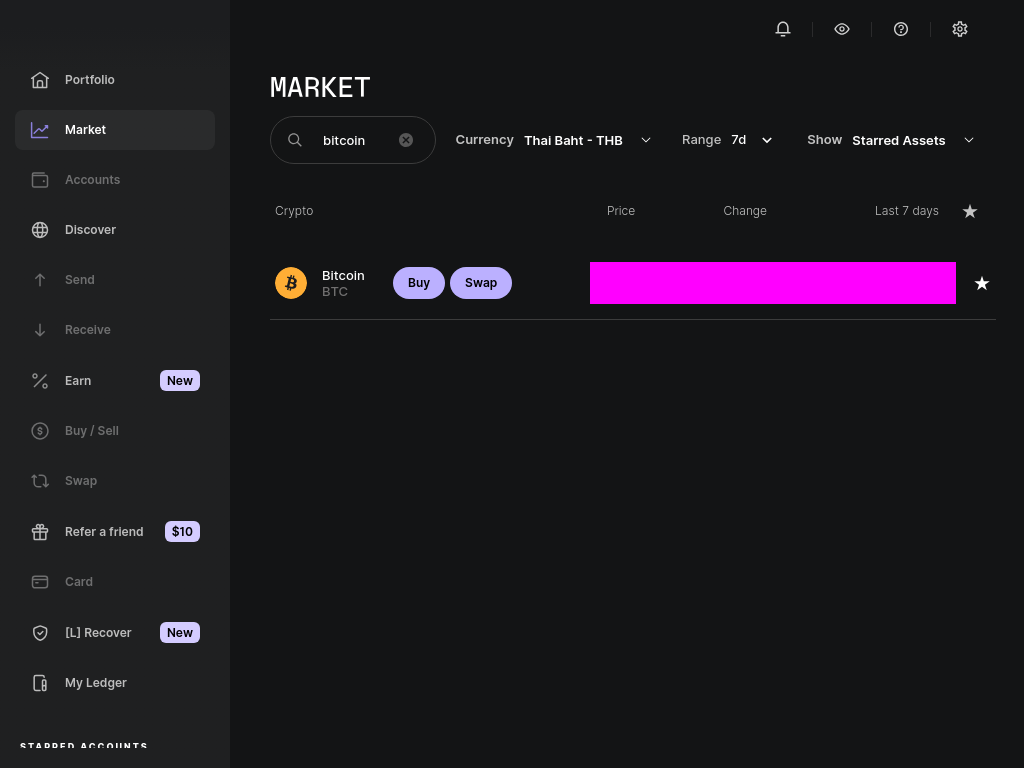 MARKET
Portfolio
Market
Accounts
Discover
Send
Receive
Earn New
Buy / Sell
Swap
Refer a friend $10
Card
[L] Recover New
My Ledger
STARRED ACCOUNTS
bitcoin
Currency Thai Baht - THB
Range 7d
Show Starred Assets
Crypto Price Change Last 7 days
Bitcoin
BTC
Buy Swap